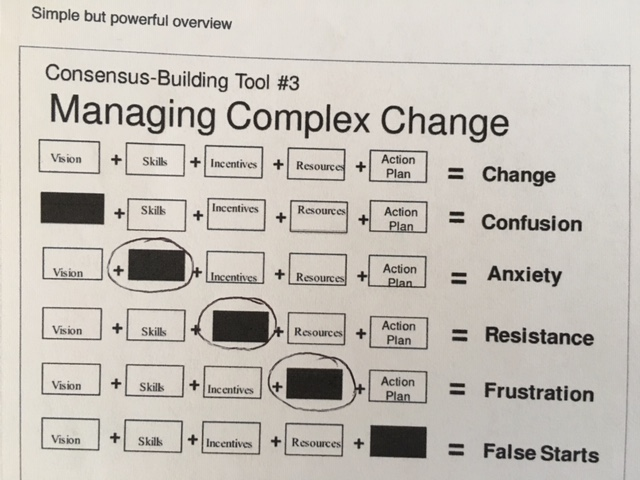 Simple but powerful overview
Consensus-Building Tool #3
Managing Complex Change
Vision + Skills + Incentives + Resources + Action Plan = Change
+ Skills + Incentives + Resources + Action Plan = Confusion
Vision + + Incentives + Resources + Action Plan = Anxiety
Vision + Skills + + Resources + Action Plan = Resistance
Vision + Skills + Incentives + + Action Plan = Frustration
Vision + Skills + Incentives + Resources + = False Starts